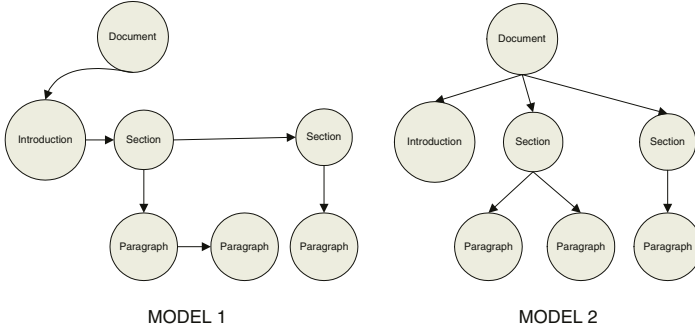 Document
Introduction
Section
Section
Paragraph
Paragraph
Paragraph
MODEL 1
Document
Introduction
Section
Section
Paragraph
Paragraph
Paragraph
MODEL 2